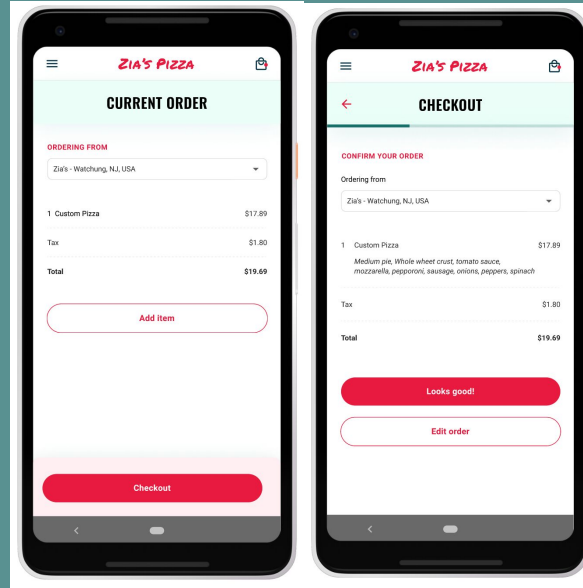 ZIA'S PIZZA
CURRENT ORDER
ORDERING FROM
Zia's - Watchung, NJ, USA
1 Custom Pizza $17.89
Tax $1.80
Total $19.69
Add item
Checkout
ZIA'S PIZZA
CHECKOUT
CONFIRM YOUR ORDER
Ordering from
Zia's - Watchung, NJ, USA
1 Custom Pizza $17.89
Medium pie, Whole wheet crust, tomato sauce,
mozzarella, pepporoni, sausage, onions, peppers, spinach
Tax $1.80
Total $19.69
Looks good!
Edit order